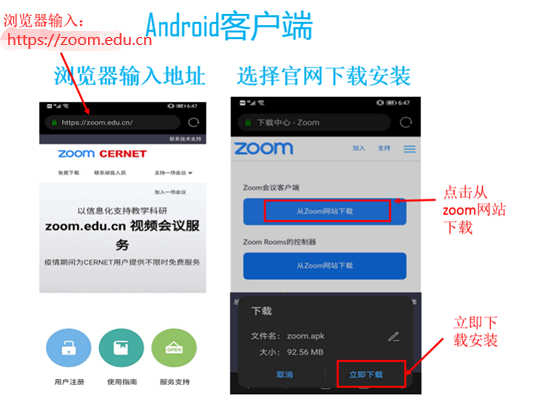 浏览器输入:
https://zoom.edu.cn
Android客户端
浏览器输入地址
选择官网下载安装
6:47
https://zoom.edu.cn/
联系技术支持
zoom CERNET
免费下载 联系销售人员 主持一场会议
加入一场会议
以信息化支持教学科研
zoom.edu.cn 视频会议服
务
疫情期间为CERNET用户提供不限时免费服务
用户注册 使用指南 服务支持
OPEN
6:47
下载中心 - Zoom
zoom 加入 主持
Zoom会议客户端
从Zoom网站下载
Zoom Rooms的控制器
从Zoom网站下载
下载
文件名: zoom.apk
大小: 92.56 MB
取消 立即下载
点击从
zoom网站
下载
立即下
载安装